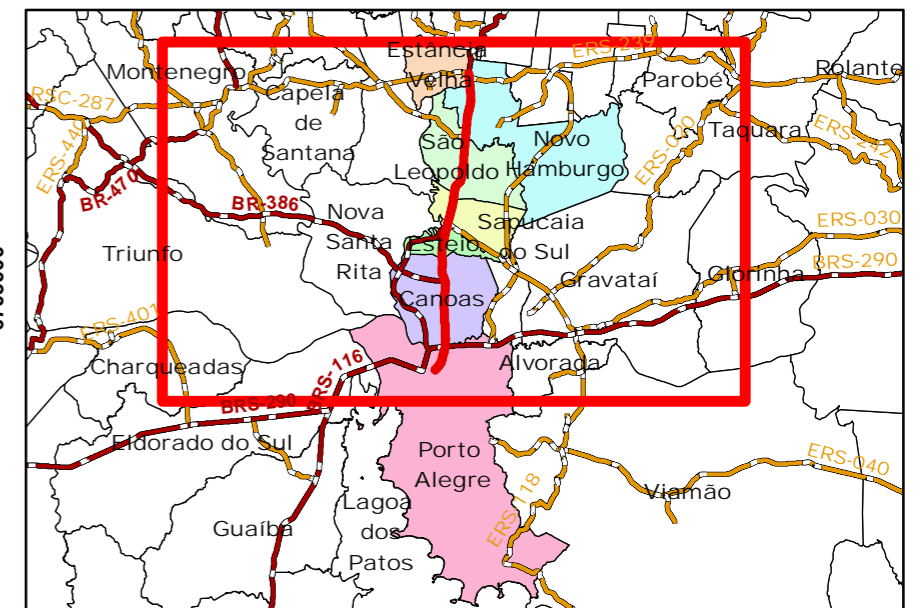 Estância
Velha
ERS-239
Montenegro
Parobé
Rolante
RSC-287
Capela
de
Santana
ERS-440
São
Leopoldo
Novo
Hamburgo
ERS-020
Taquara
ERS-242
BR-470
BR-386
Nova
Santa
Rita
Sapucaia
do Sul
Esteio
ERS-030
Triunfo
Gravataí
Glorinha
BRS-290
Canoas
ERS-401
Charqueadas
BRS-116
Alvorada
BRS-290
Eldorado do Sul
Porto
Alegre
ERS-040
ERS-118
Viamão
Lagoa
dos
Patos
Guaíba